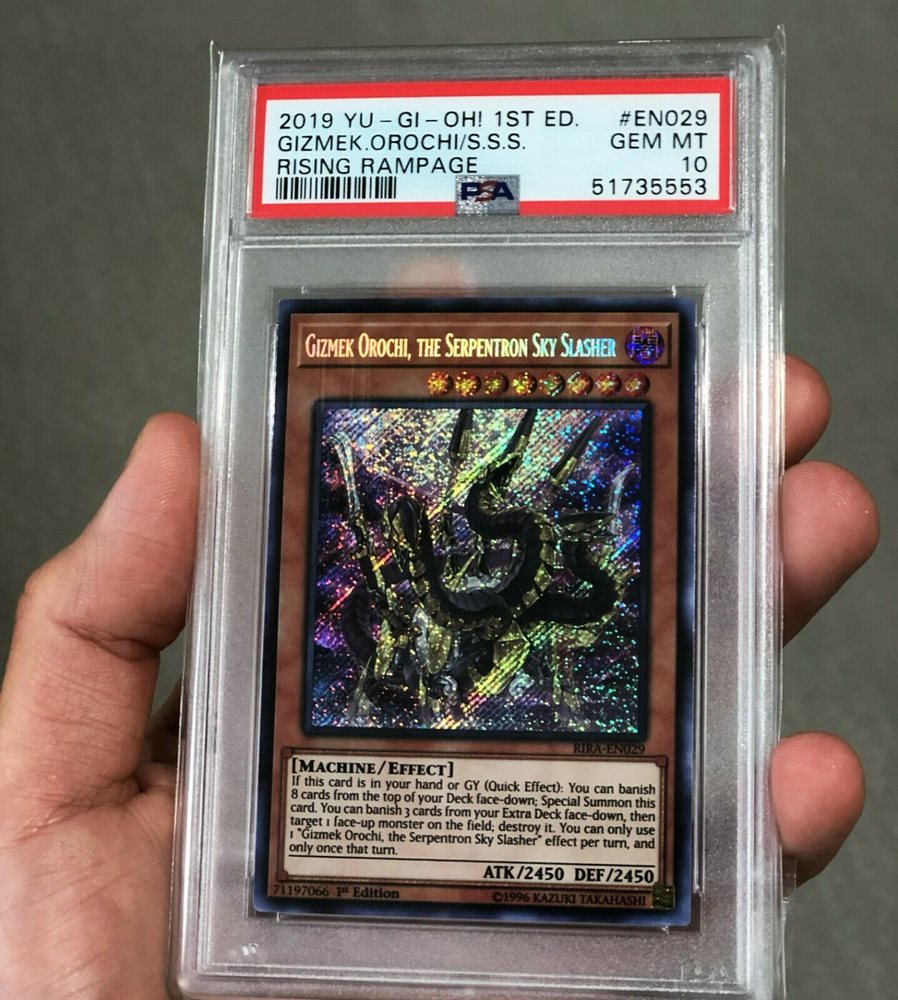 2019 YU-GI-OH! 1ST ED. #EN029
GIZMEK.OROCHI/S.S.S. GEM MT
RISING RAMPAGE 10
PSA 51735553
GIZMEK OROCHI, THE SERPENTRON SKY SLASHER
RIRA-EN029
[MACHINE/EFFECT]
If this card is in your hand or GY (Quick Effect): You can banish
8 cards from the top of your Deck face-down; Special Summon this
card. You can banish 3 cards from your Extra Deck face-down, then
target 1 face-up monster on the field; destroy it. You can only use
1 "Gizmek Orochi, the Serpentron Sky Slasher" effect per turn, and
only once that turn.
ATK/2450 DEF/2450
71197066 1st Edition ©1996 KAZUKI TAKAHASHI